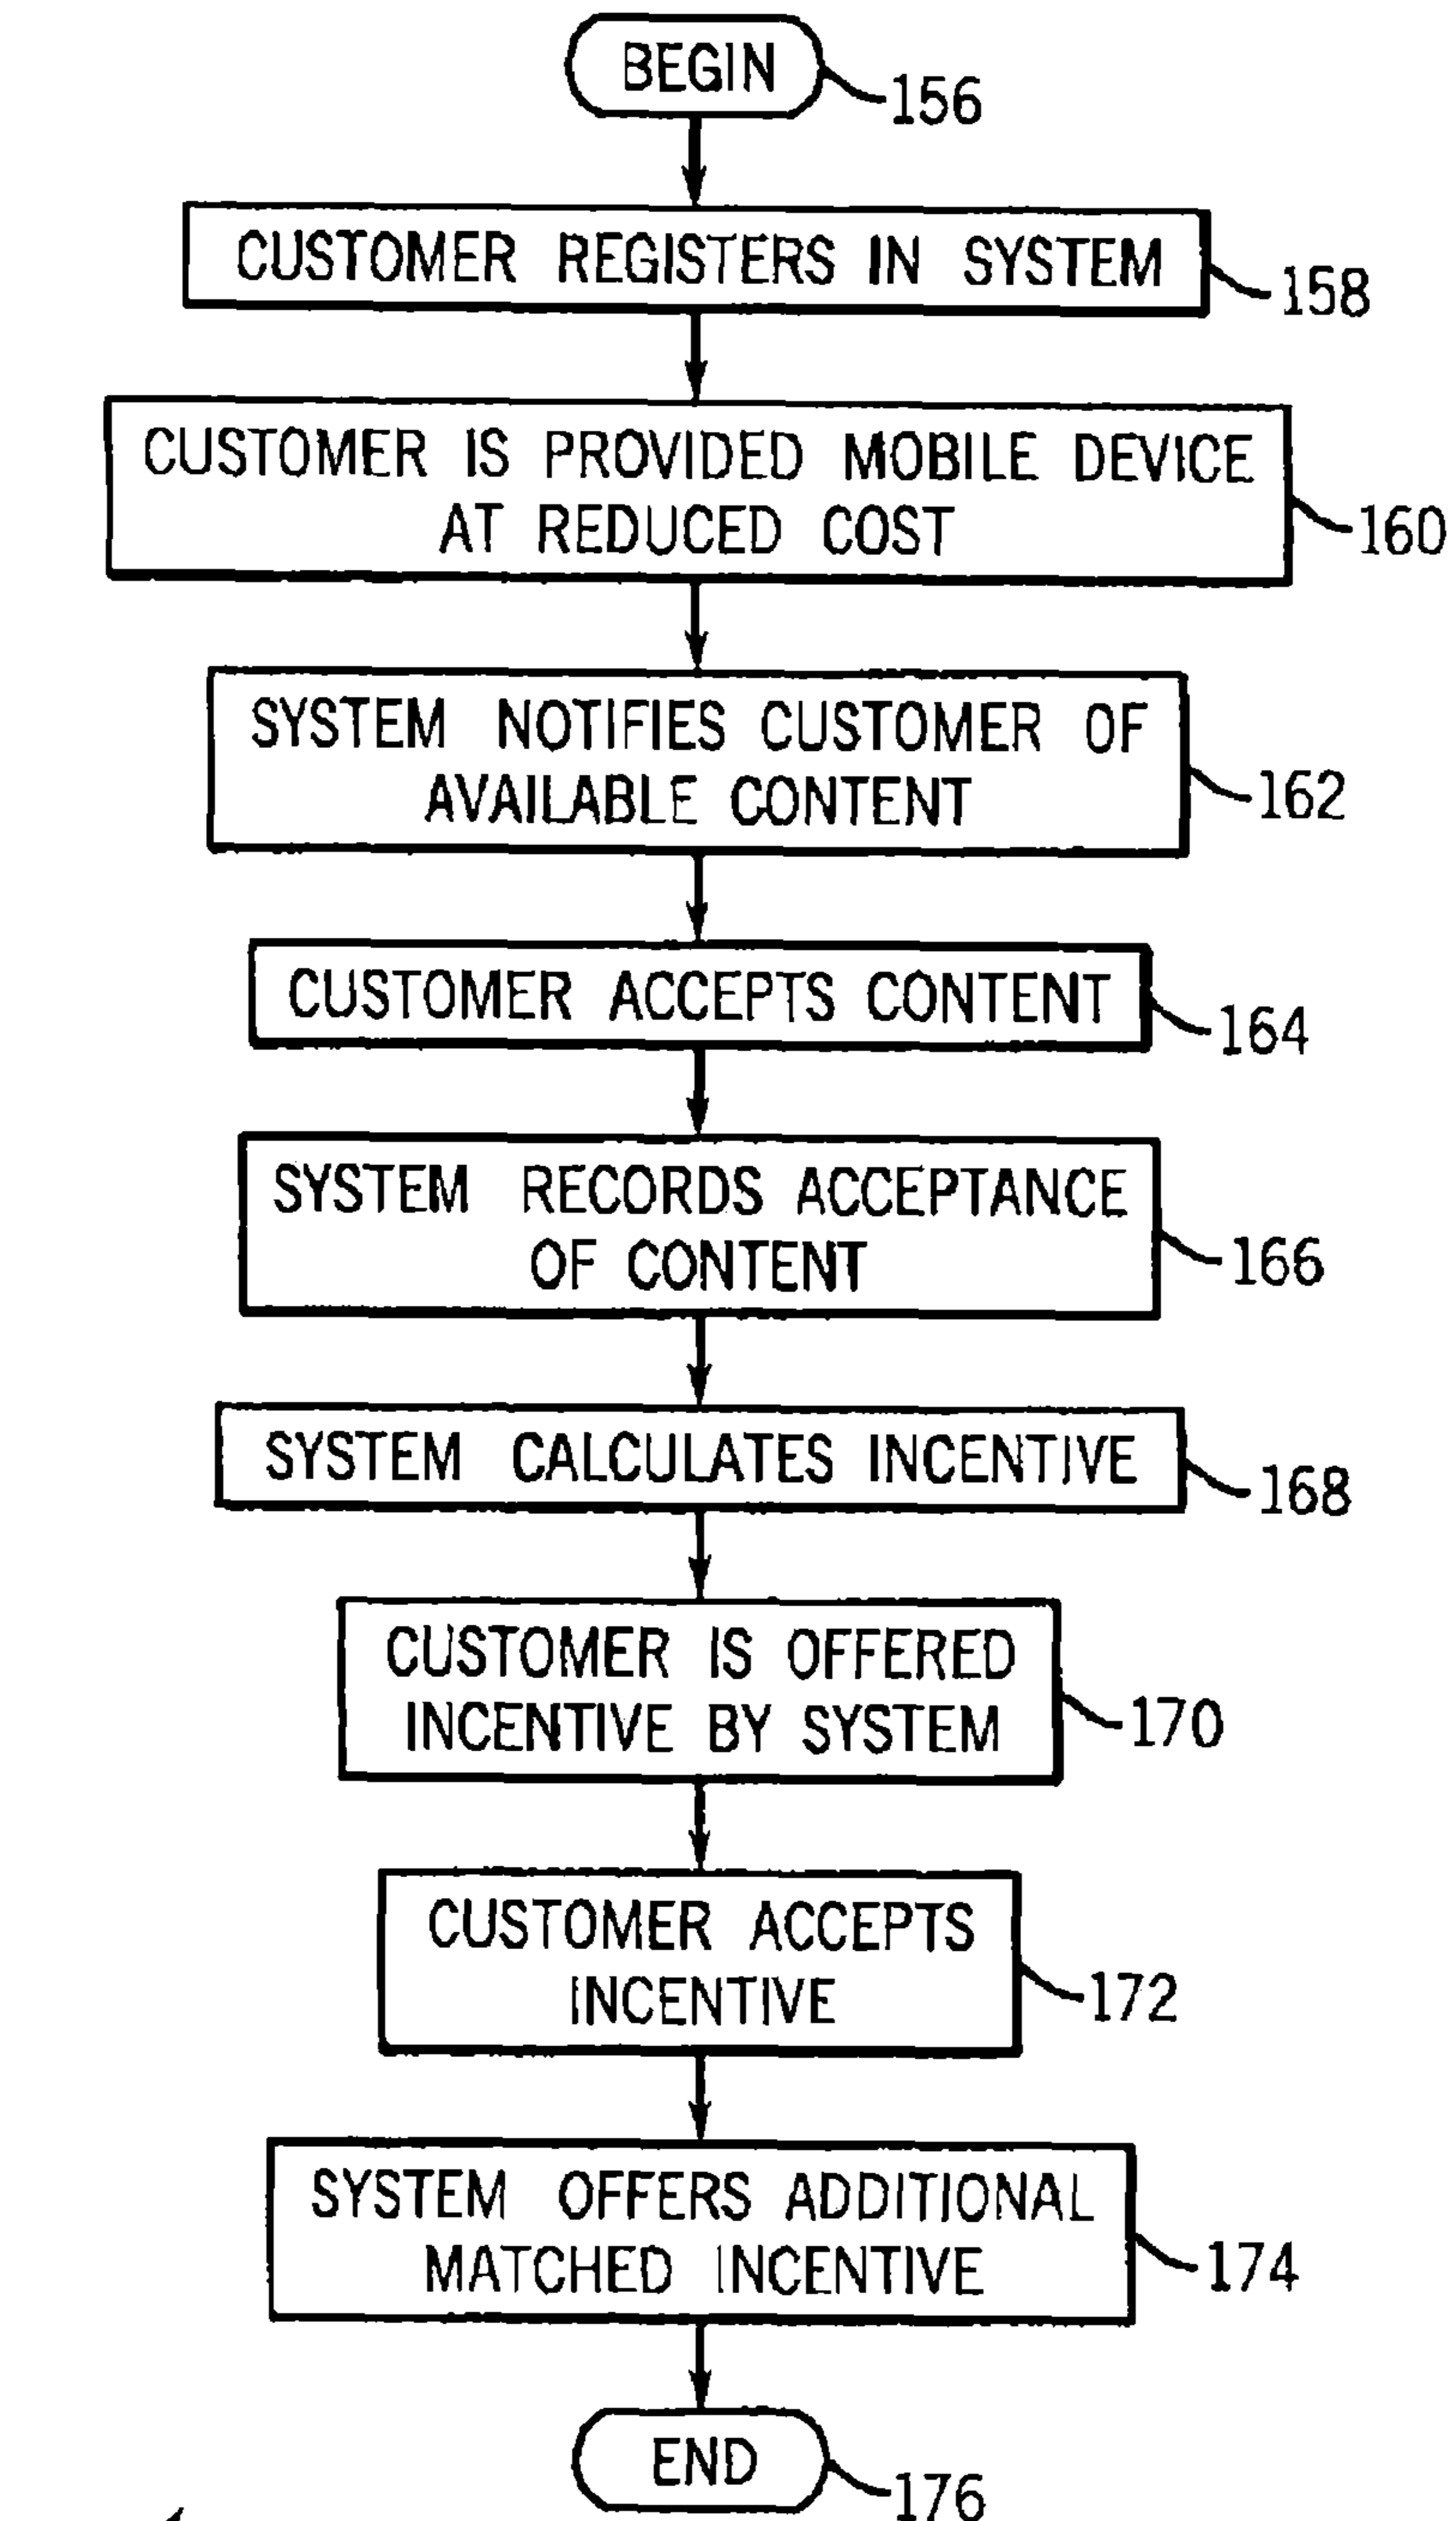 BEGIN
156
CUSTOMER REGISTERS IN SYSTEM
158
CUSTOMER IS PROVIDED MOBILE DEVICE
AT REDUCED COST
160
SYSTEM NOTIFIES CUSTOMER OF
AVAILABLE CONTENT
162
CUSTOMER ACCEPTS CONTENT
164
SYSTEM RECORDS ACCEPTANCE
OF CONTENT
166
SYSTEM CALCULATES INCENTIVE
168
CUSTOMER IS OFFERED
INCENTIVE BY SYSTEM
170
CUSTOMER ACCEPTS
INCENTIVE
172
SYSTEM OFFERS ADDITIONAL
MATCHED INCENTIVE
174
END
176